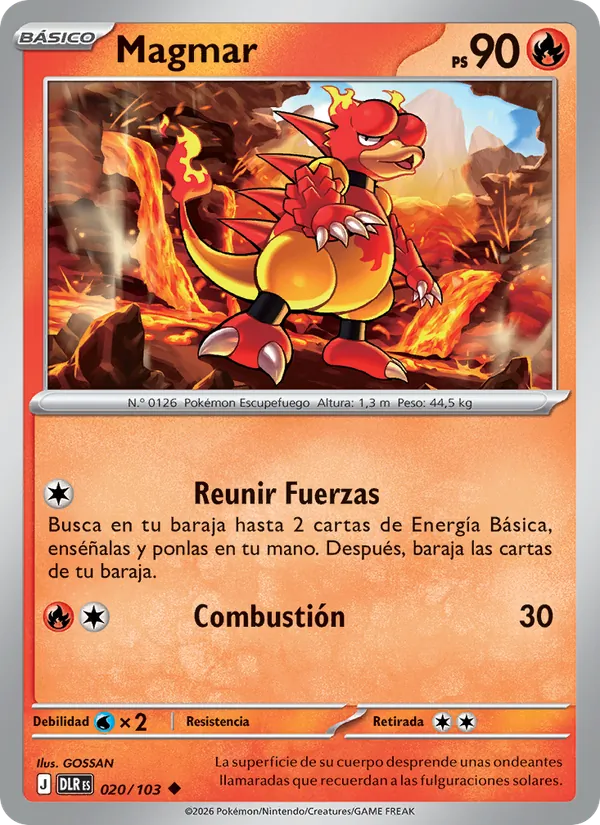 BÁSICO
Magmar
PS 90
N.º 0126 Pokémon Escupefuego Altura: 1,3 m Peso: 44,5 kg
Reunir Fuerzas
Busca en tu baraja hasta 2 cartas de Energía Básica,
enséñalas y ponlas en tu mano. Después, baraja las cartas
de tu baraja.
Combustión 30
Debilidad ×2 Resistencia Retirada
Ilus. GOSSAN
La superficie de su cuerpo desprende unas ondeantes
llamaradas que recuerdan a las fulguraciones solares.
J DLR ES 020/103
©2026 Pokémon/Nintendo/Creatures/GAME FREAK